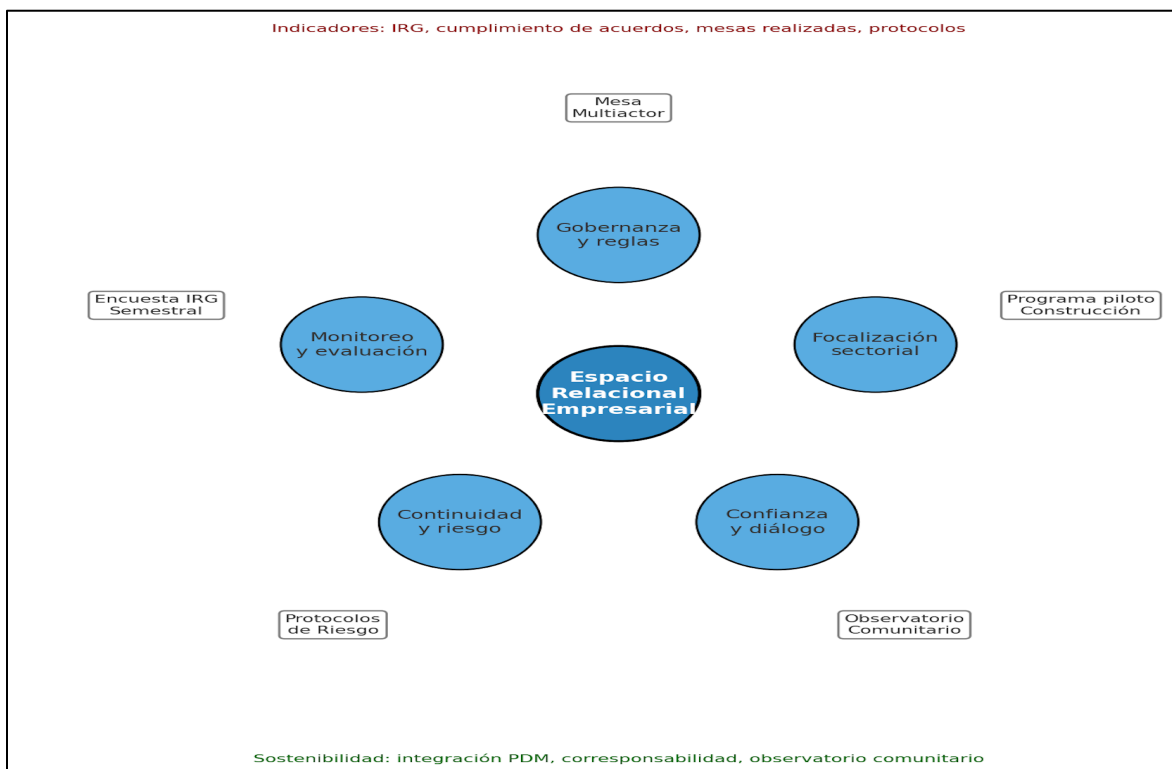 Indicadores: IRG, cumplimiento de acuerdos, mesas realizadas, protocolos
Mesa
Multiactor
Gobernanza
y reglas
Encuesta IRG
Semestral
Programa piloto
Construcción
Monitoreo
y evaluación
Focalización
sectorial
Espacio
Relacional
Empresarial
Continuidad
y riesgo
Confianza
y diálogo
Protocolos
de Riesgo
Observatorio
Comunitario
Sostenibilidad: integración PDM, corresponsabilidad, observatorio comunitario